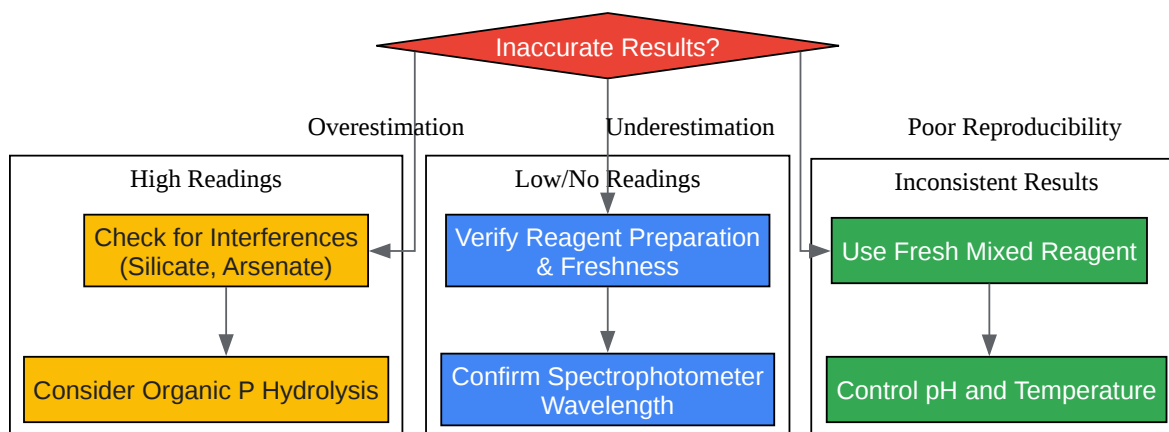 Inaccurate Results?
Overestimation
Underestimation
Poor Reproducibility
High Readings
Low/No Readings
Inconsistent Results
Check for Interferences
(Silicate, Arsenate)
Verify Reagent Preparation
& Freshness
Use Fresh Mixed Reagent
Consider Organic P Hydrolysis
Confirm Spectrophotometer
Wavelength
Control pH and Temperature